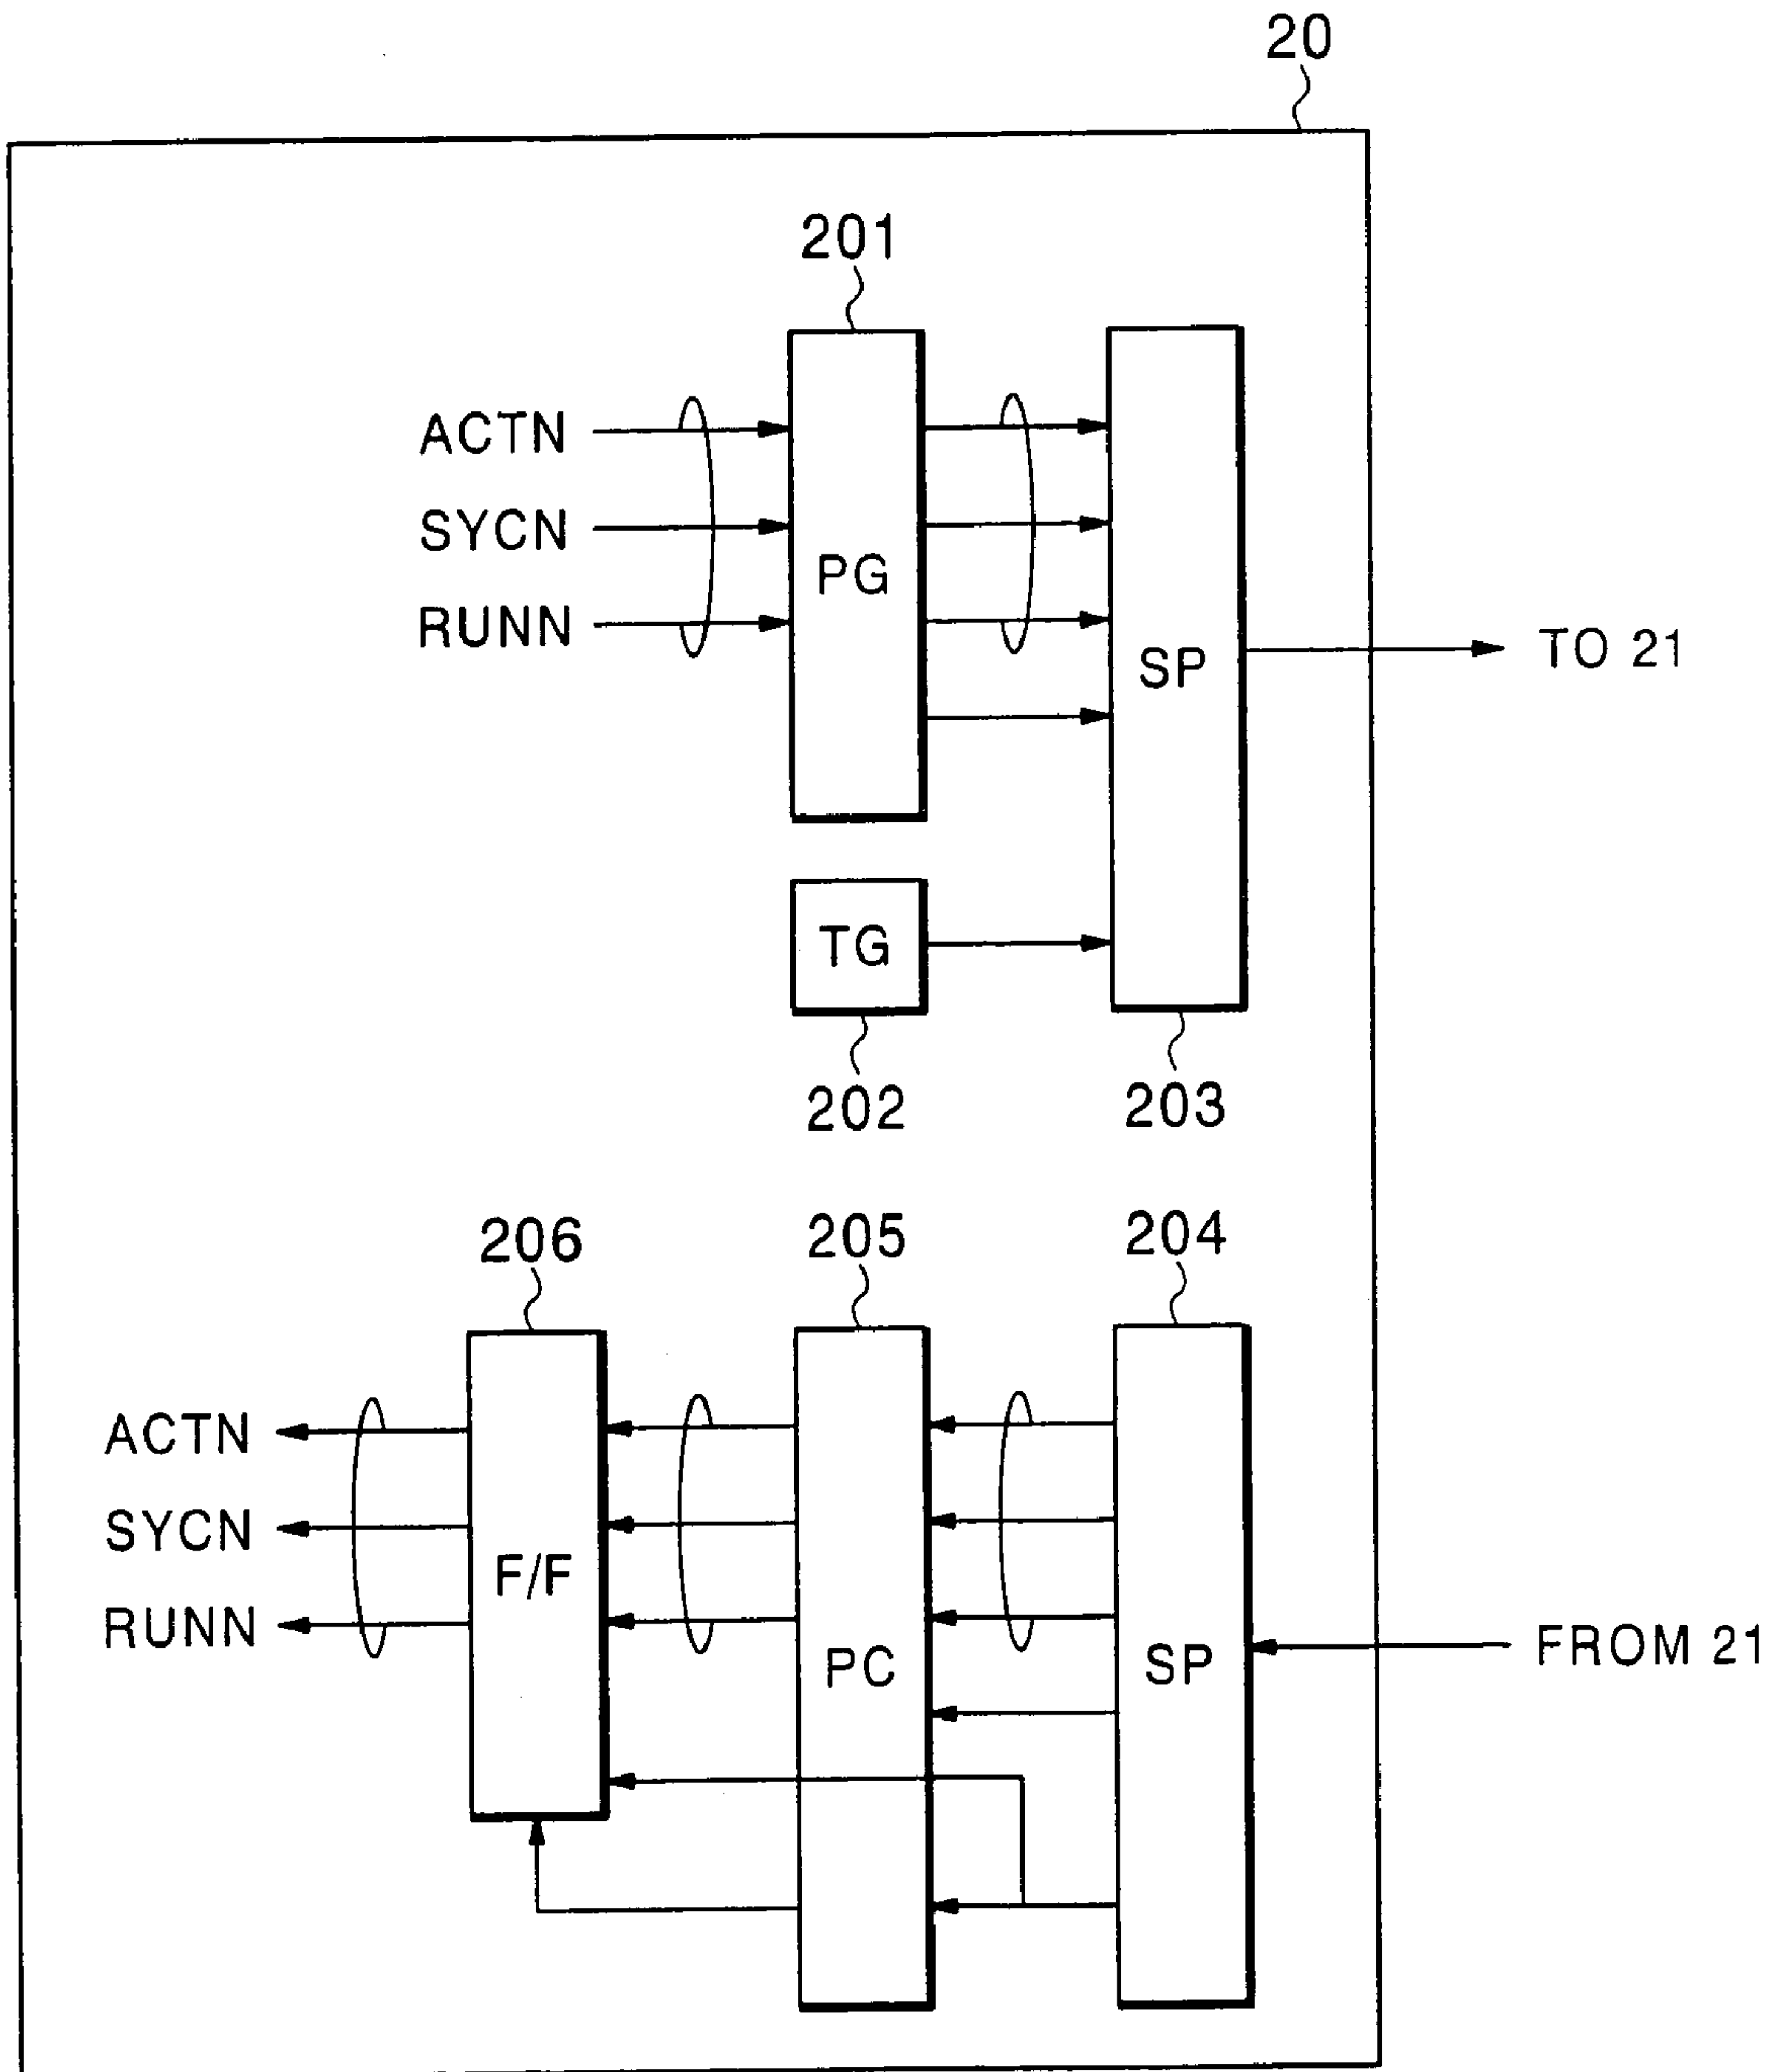 20
201
ACTN
SYCN
RUNN
PG
SP
TO 21
TG
202
203
206
205
204
ACTN
SYCN
RUNN
F/F
PC
SP
FROM 21